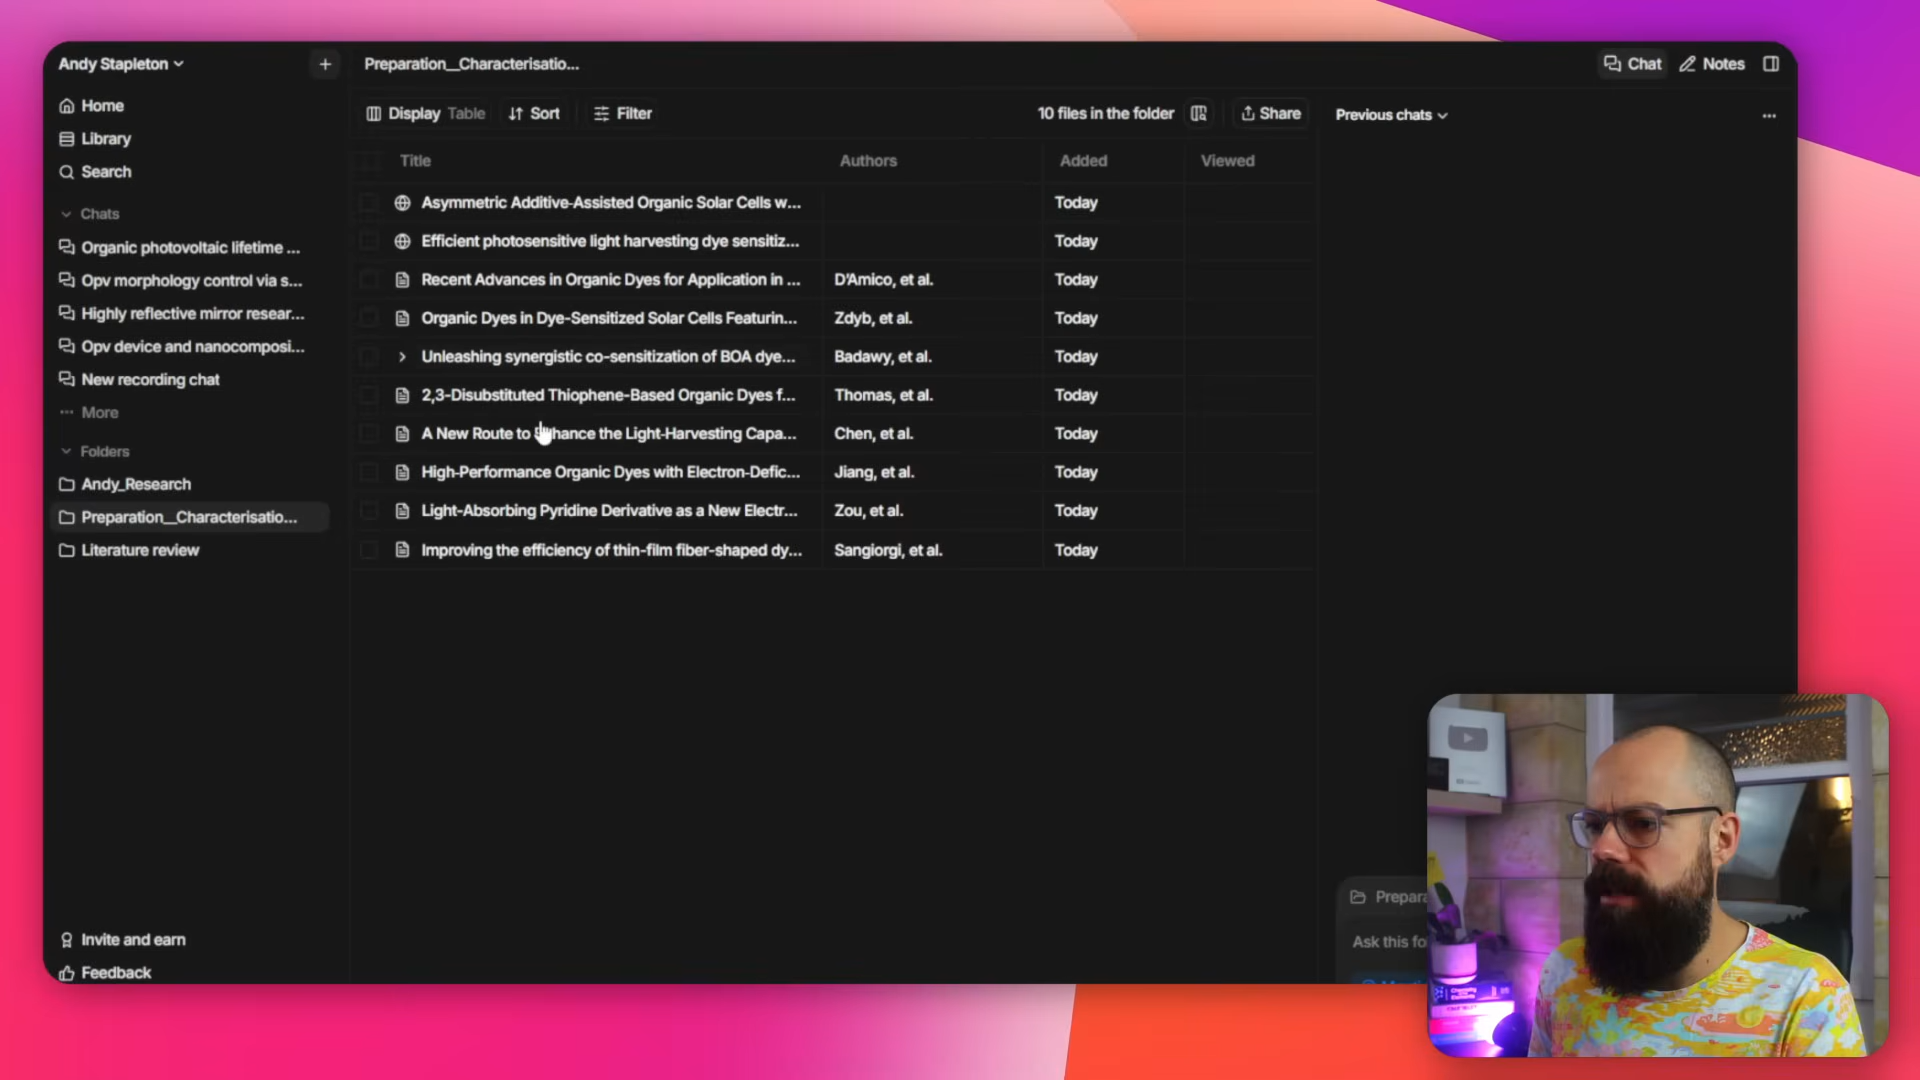 Andy Stapleton
Preparation__Characterisatio...
Chat
Notes
Home
Library
Search
Chats
Organic photovoltaic lifetime ...
Opv morphology control via s...
Highly reflective mirror resear...
Opv device and nanocomposi...
New recording chat
More
Folders
Andy_Research
Preparation__Characterisatio...
Literature review
Invite and earn
Feedback
Display Table
Sort
Filter
10 files in the folder
Share
Title Authors Added Viewed
Asymmetric Additive-Assisted Organic Solar Cells w... Today
Efficient photosensitive light harvesting dye sensitiz... Today
Recent Advances in Organic Dyes for Application in ... D'Amico, et al. Today
Organic Dyes in Dye-Sensitized Solar Cells Featurin... Zdyb, et al. Today
Unleashing synergistic co-sensitization of BOA dye... Badawy, et al. Today
2,3-Disubstituted Thiophene-Based Organic Dyes f... Thomas, et al. Today
A New Route to hance the Light-Harvesting Capa... Chen, et al. Today
High-Performance Organic Dyes with Electron-Defic... Jiang, et al. Today
Light-Absorbing Pyridine Derivative as a New Electr... Zou, et al. Today
Improving the efficiency of thin-film fiber-shaped dy... Sangiorgi, et al. Today
Previous chats
Prepara
Ask this fo